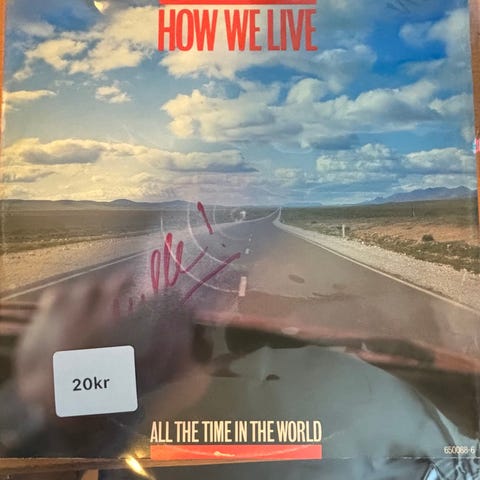 HOW WE LIVE
20kr
ALL THE TIME IN THE WORLD
650088-6